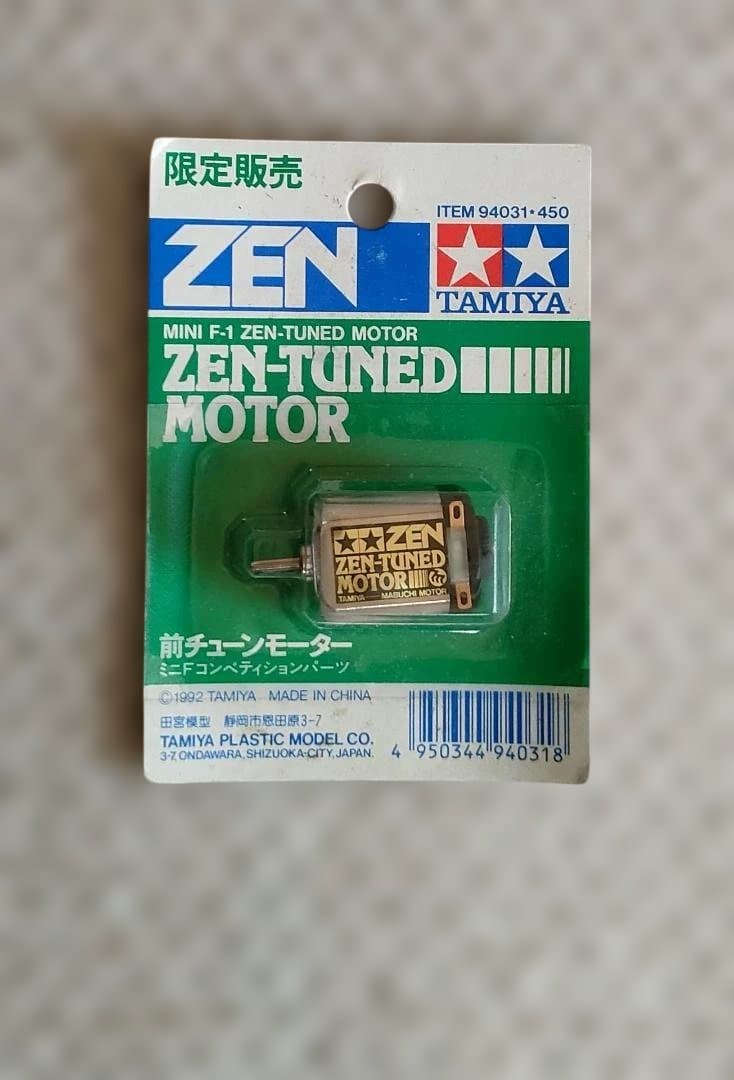 限定販売
ITEM 94031★450
ZEN
TAMIYA
MINI F-1 ZEN-TUNED MOTOR
ZEN-TUNED
MOTOR
ZEN
ZEN-TUNED
MOTOR
TAMIYA MABUCHI MOTOR
前チューンモーター
ミニFコンペティションパーツ
©1992 TAMIYA MADE IN CHINA
田宮模型 静岡市恩田原3-7
TAMIYA PLASTIC MODEL CO.
3-7, ONDAWARA, SHIZUOKA-CITY, JAPAN.
4 950344 940318